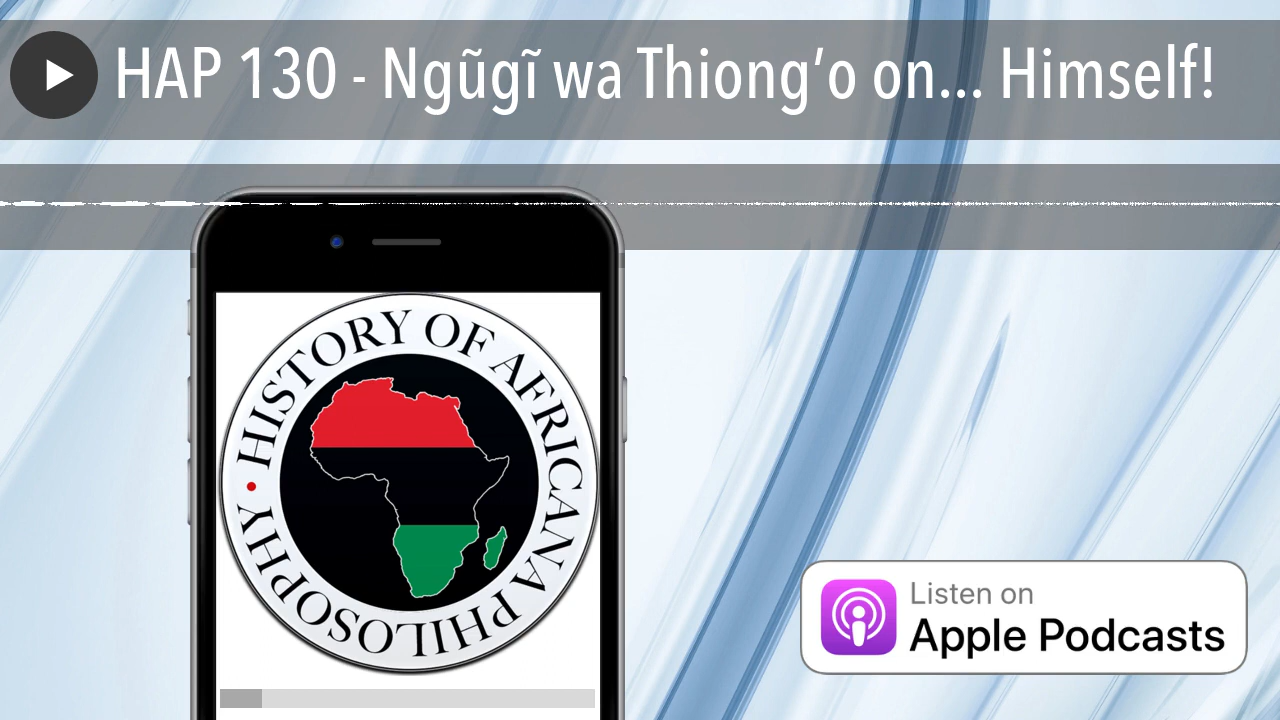 HAP 130 - Ngũgĩ wa Thiong’o on... Himself!
HISTORY OF AFRICANA PHILOSOPHY •
Listen on
Apple Podcasts